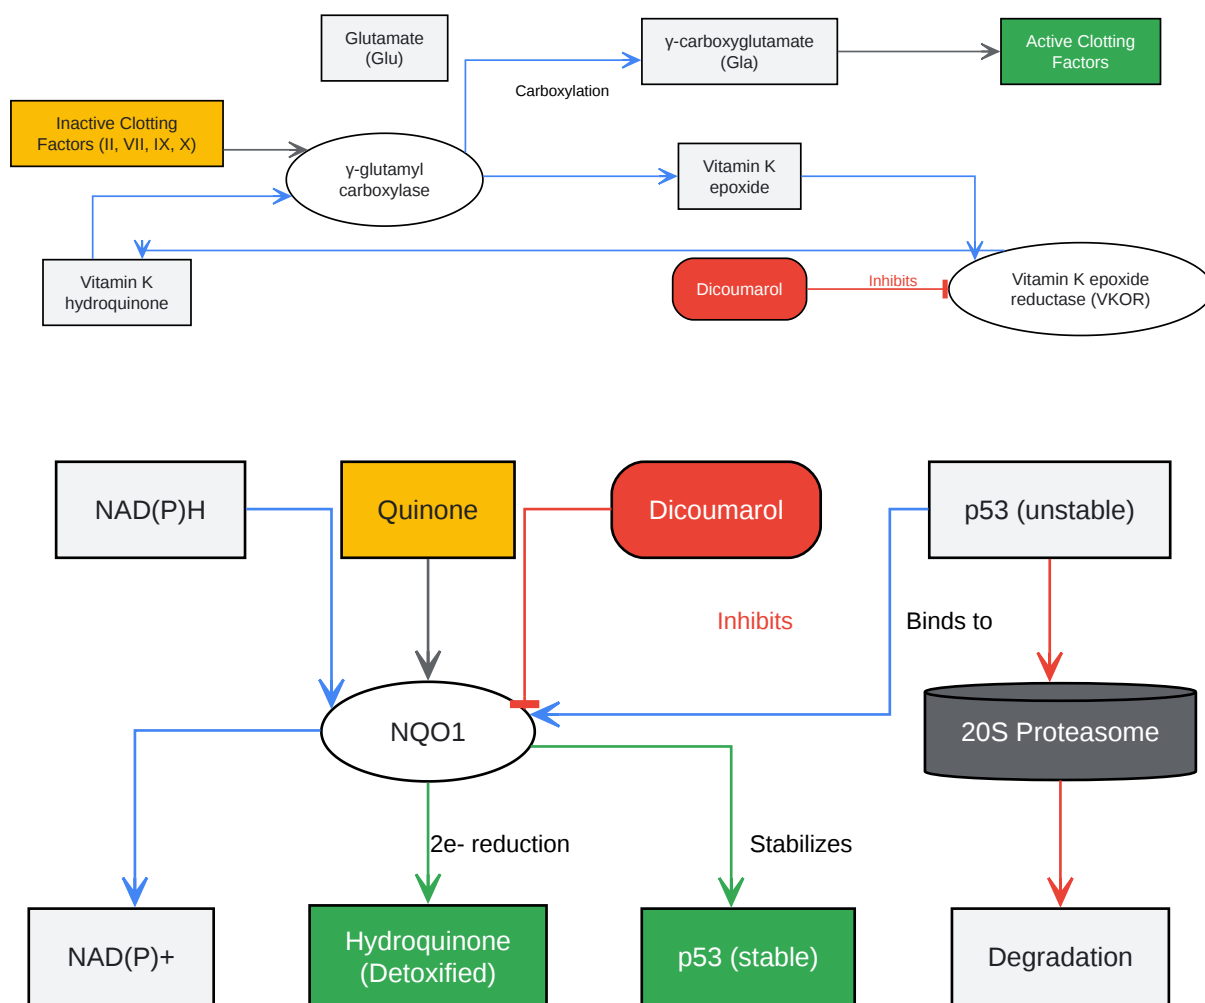 Glutamate
(Glu)
γ-carboxyglutamate
(Gla)
Active Clotting
Factors
Carboxylation
Inactive Clotting
Factors (II, VII, IX, X)
γ-glutamyl
carboxylase
Vitamin K
epoxide
Vitamin K
hydroquinone
Dicoumarol
Inhibits
Vitamin K epoxide
reductase (VKOR)
NAD(P)H
Quinone
Dicoumarol
p53 (unstable)
Inhibits
Binds to
NQO1
20S Proteasome
2e- reduction
Stabilizes
NAD(P)+
Hydroquinone
(Detoxified)
p53 (stable)
Degradation